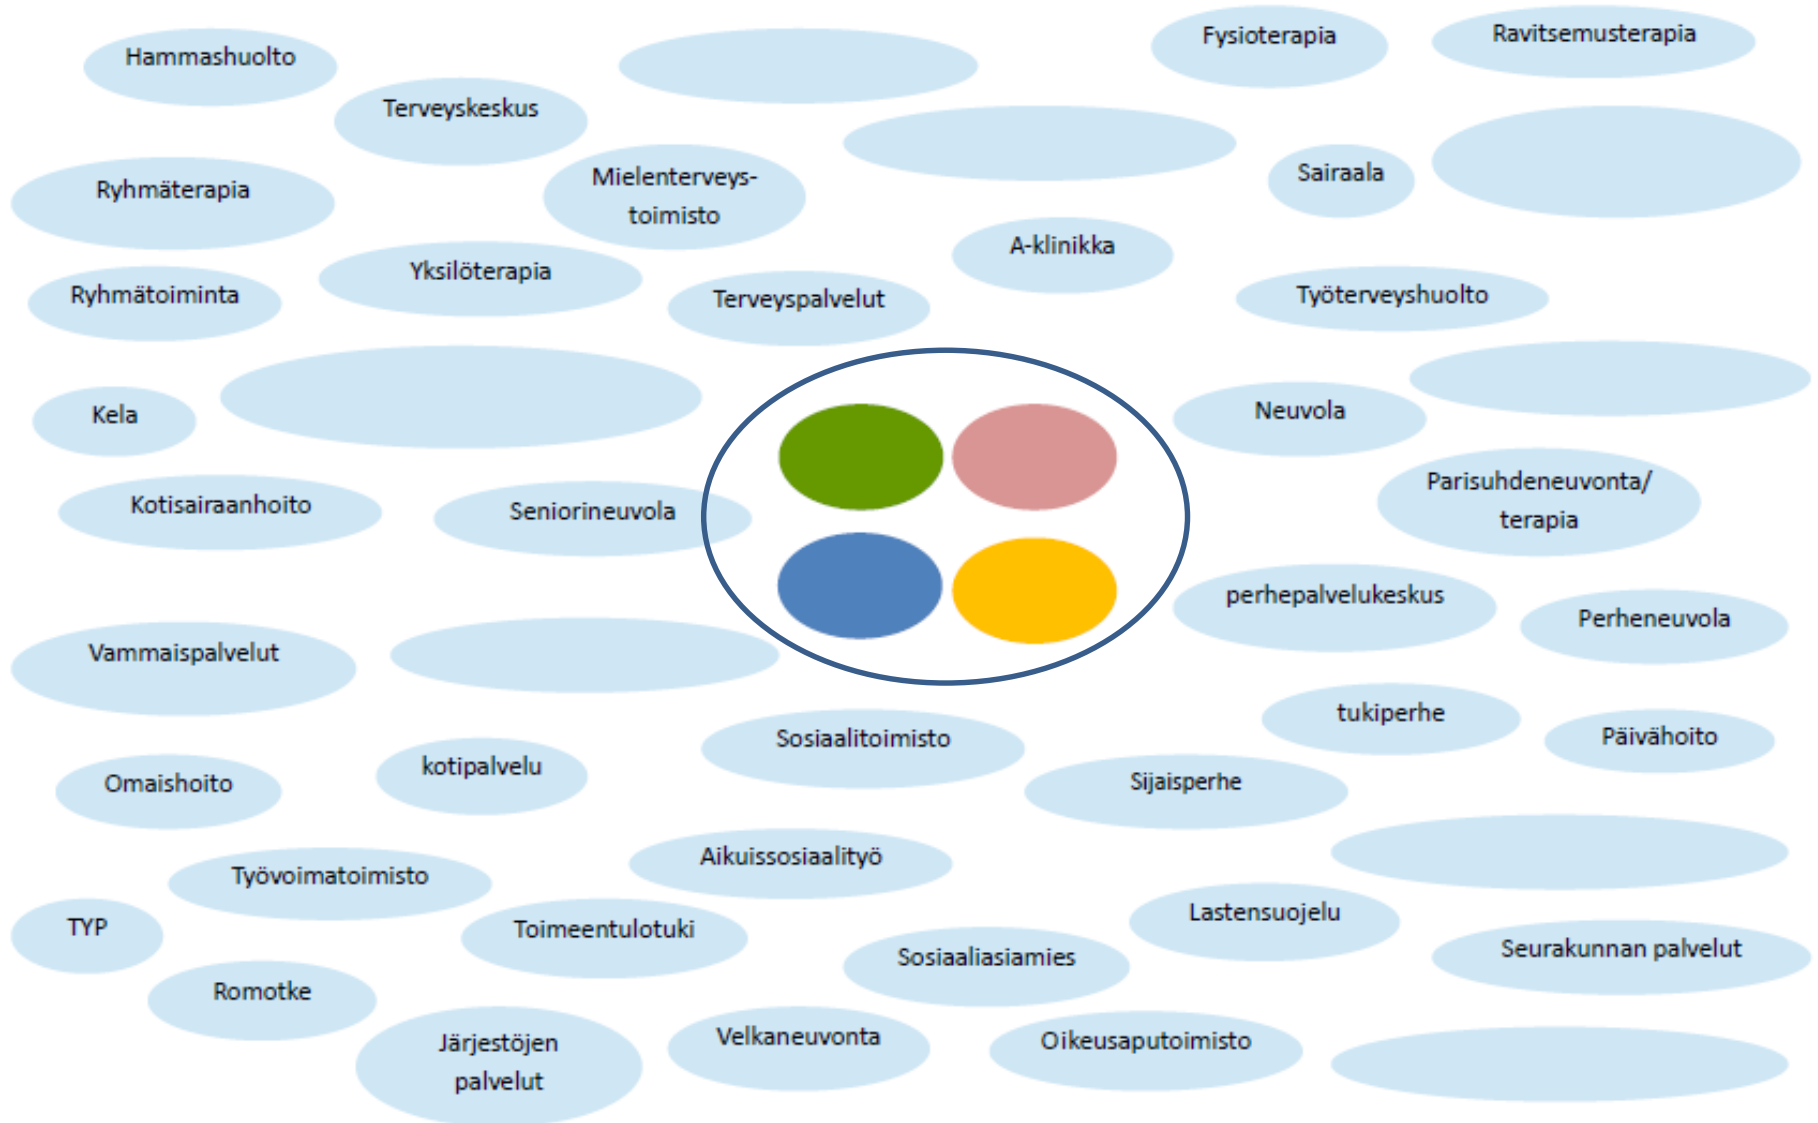 Hammashuolto
Fysioterapia
Ravitsemusterapia
Terveyskeskus
Mielenterveys-
toimisto
Sairaala
Ryhmäterapia
A-klinikka
Yksilöterapia
Ryhmätoiminta
Terveyspalvelut
Työterveyshuolto
Kela
Neuvola
Kotisairaanhoito
Seniorineuvola
Parisuhdeneuvonta/
terapia
perhepalvelukeskus
Perheneuvola
Vammaispalvelut
tukiperhe
Päivähoito
Sosiaalitoimisto
Omaishoito
kotipalvelu
Sijaisperhe
Työvoimatoimisto
Aikuissosiaalityö
TYP
Toimeentulotuki
Lastensuojelu
Sosiaaliasiamies
Seurakunnan palvelut
Romotke
Järjestöjen
palvelut
Velkaneuvonta
Oikeusaputoimisto